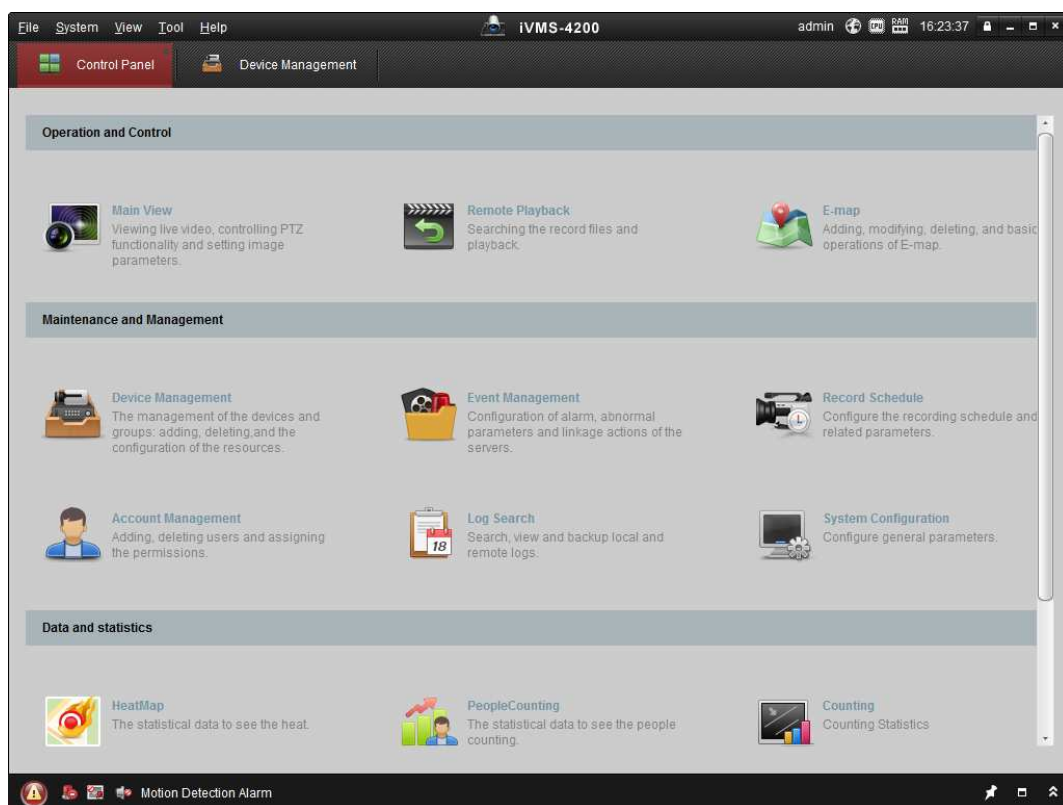 File System View Tool Help iVMS-4200 admin CPU RAM 16:23:37
Control Panel Device Management
Operation and Control
Main View
Viewing live video, controlling PTZ
functionality and setting image
parameters.
Remote Playback
Searching the record files and
playback.
E-map
Adding, modifying, deleting, and basic
operations of E-map.
Maintenance and Management
Device Management
The management of the devices and
groups: adding, deleting,and the
configuration of the resources.
Event Management
Configuration of alarm, abnormal
parameters and linkage actions of the
servers.
Record Schedule
Configure the recording schedule and
related parameters.
Account Management
Adding, deleting users and assigning
the permissions.
18
Log Search
Search, view and backup local and
remote logs.
System Configuration
Configure general parameters.
Data and statistics
HeatMap
The statistical data to see the heat.
PeopleCounting
The statistical data to see the people
counting.
Counting
Counting Statistics
Motion Detection Alarm